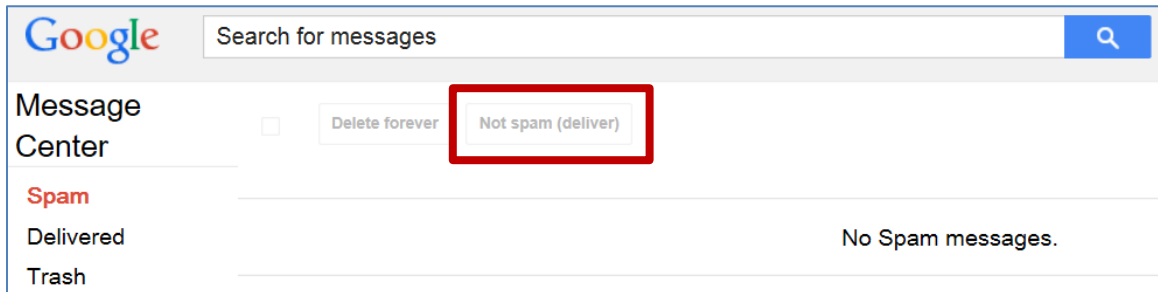 Google Search for messages
Message
Center
Delete forever Not spam (deliver)
Spam
Delivered
Trash
No Spam messages.